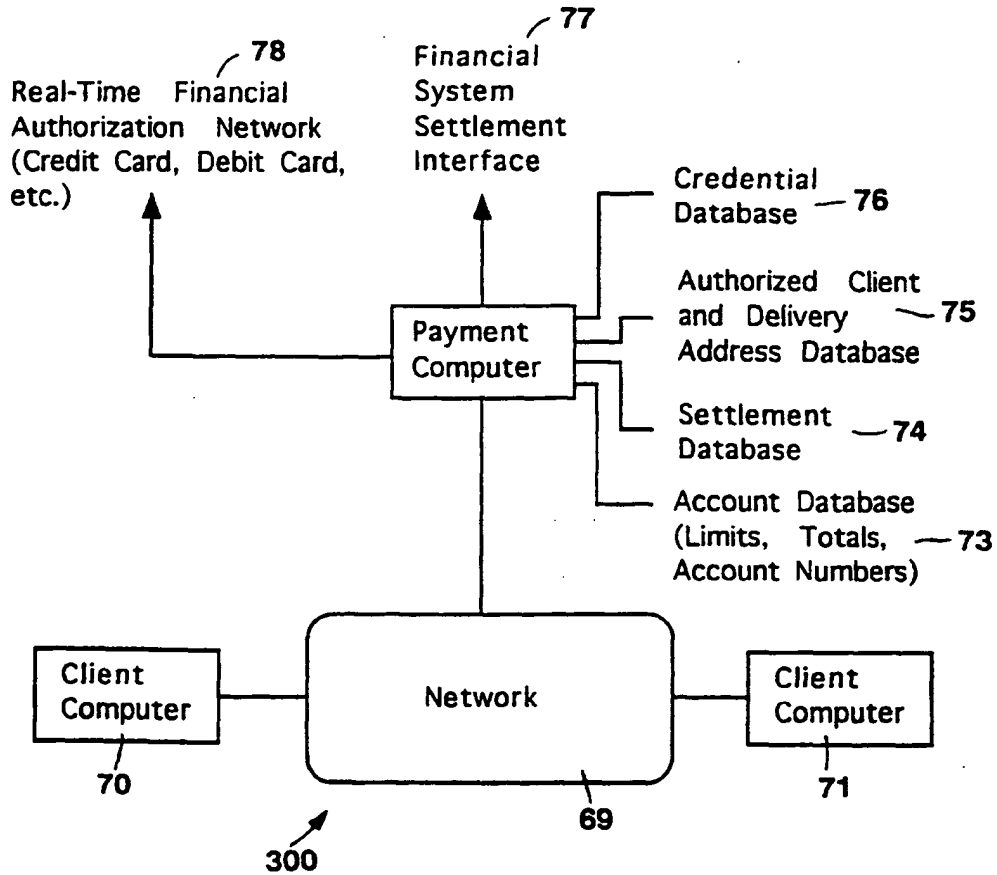 78
Real-Time Financial
Authorization Network
(Credit Card, Debit Card,
etc.)
77
Financial
System
Settlement
Interface
Credential
Database
76
Authorized Client
and Delivery
Address Database
75
Payment
Computer
Settlement
Database
74
Account Database
(Limits, Totals,
Account Numbers)
73
Client
Computer
70
Network
69
Client
Computer
71
300